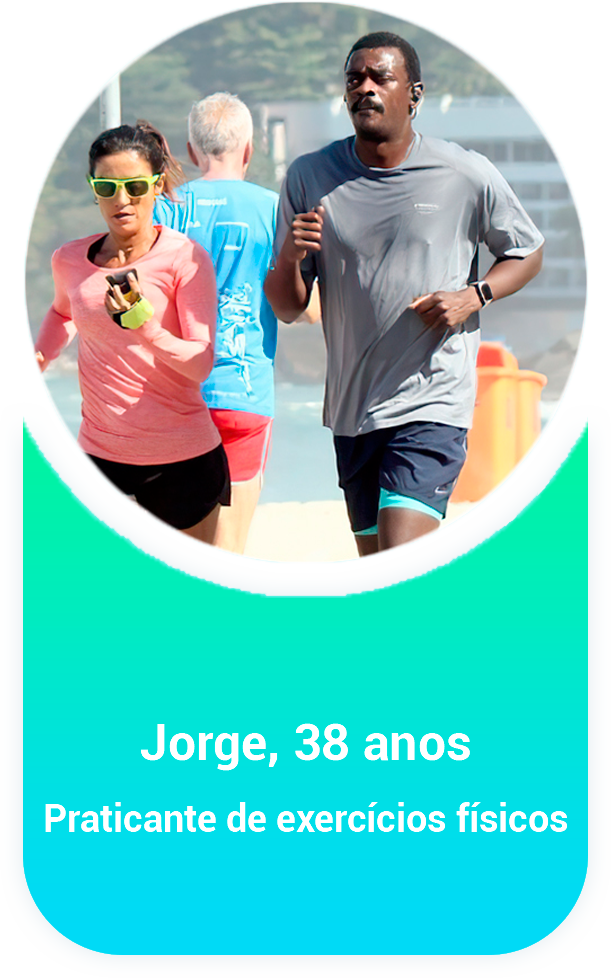 Jorge, 38 anos
Praticante de exercícios físicos